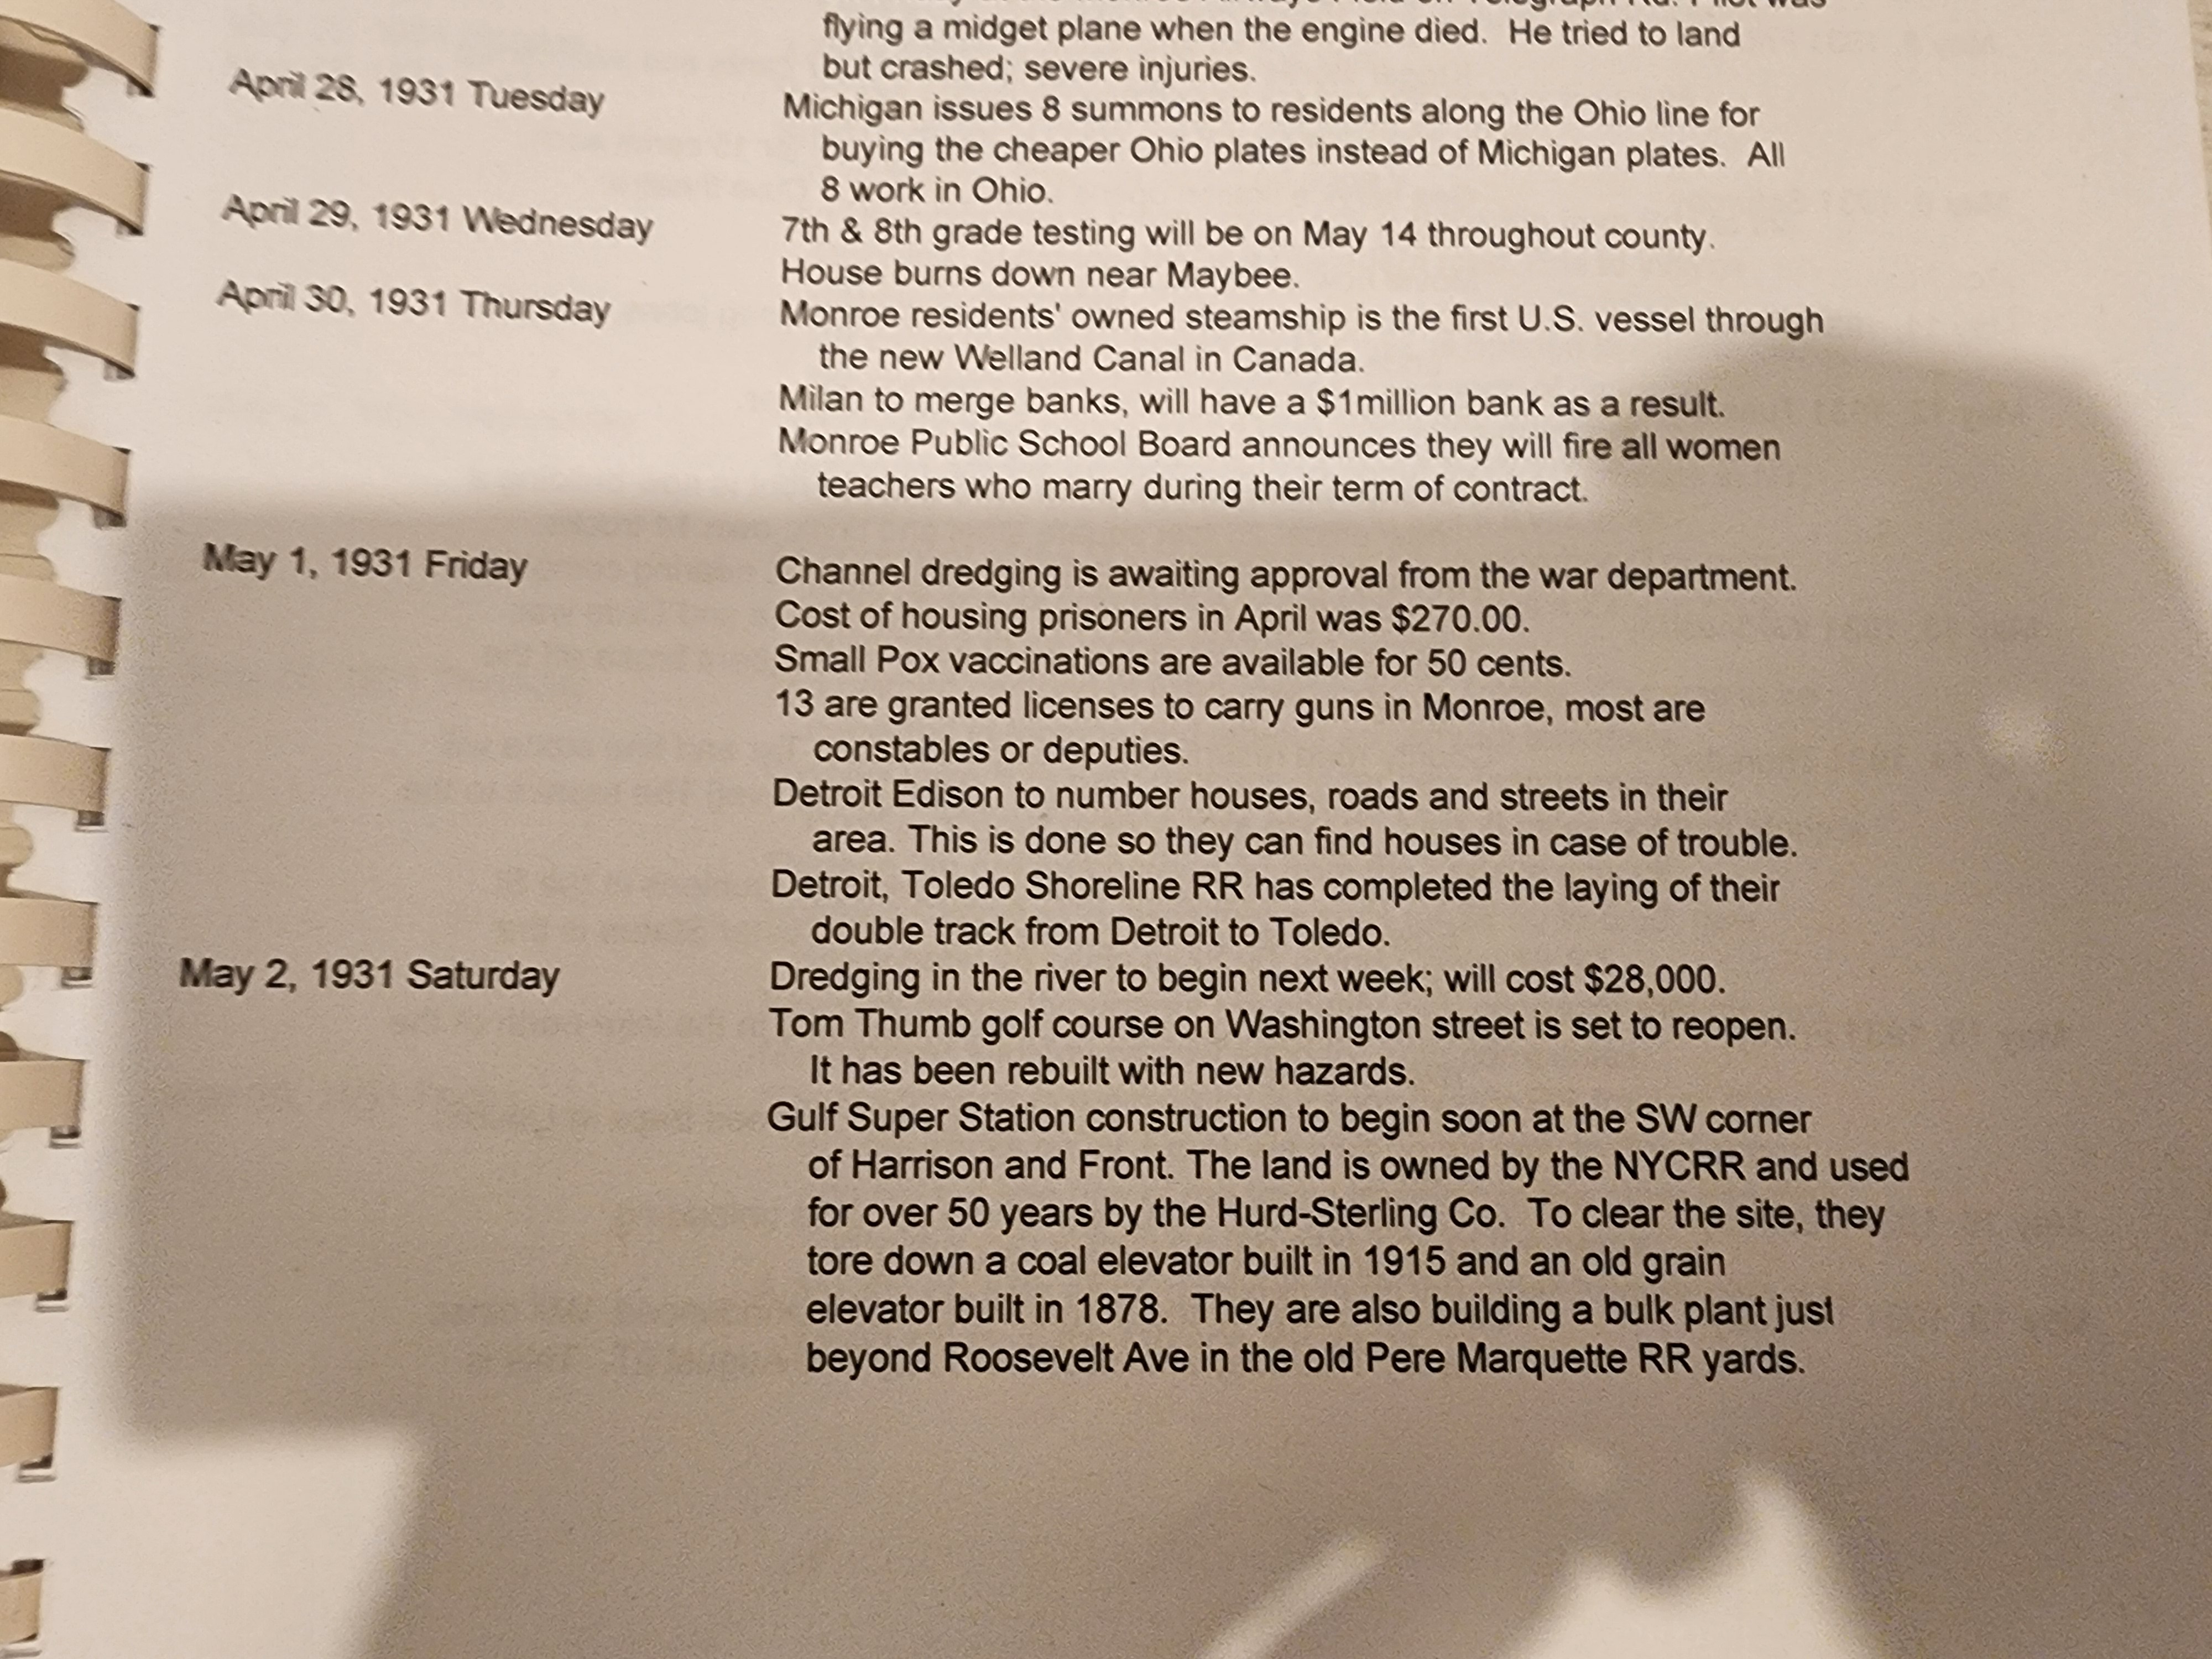 flying a midget plane when the engine died.  He tried to land
but crashed; severe injuries.
April 28, 1931 Tuesday
Michigan issues 8 summons to residents along the Ohio line for
buying the cheaper Ohio plates instead of Michigan plates.  All
8 work in Ohio.
April 29, 1931 Wednesday
7th & 8th grade testing will be on May 14 throughout county.
House burns down near Maybee.
April 30, 1931 Thursday
Monroe residents' owned steamship is the first U.S. vessel through
the new Welland Canal in Canada.
Milan to merge banks, will have a $1million bank as a result.
Monroe Public School Board announces they will fire all women
teachers who marry during their term of contract.
May 1, 1931 Friday
Channel dredging is awaiting approval from the war department.
Cost of housing prisoners in April was $270.00.
Small Pox vaccinations are available for 50 cents.
13 are granted licenses to carry guns in Monroe, most are
constables or deputies.
Detroit Edison to number houses, roads and streets in their
area. This is done so they can find houses in case of trouble.
Detroit, Toledo Shoreline RR has completed the laying of their
double track from Detroit to Toledo.
May 2, 1931 Saturday
Dredging in the river to begin next week; will cost $28,000.
Tom Thumb golf course on Washington street is set to reopen.
It has been rebuilt with new hazards.
Gulf Super Station construction to begin soon at the SW corner
of Harrison and Front. The land is owned by the NYCRR and used
for over 50 years by the Hurd-Sterling Co.  To clear the site, they
tore down a coal elevator built in 1915 and an old grain
elevator built in 1878.  They are also building a bulk plant just
beyond Roosevelt Ave in the old Pere Marquette RR yards.